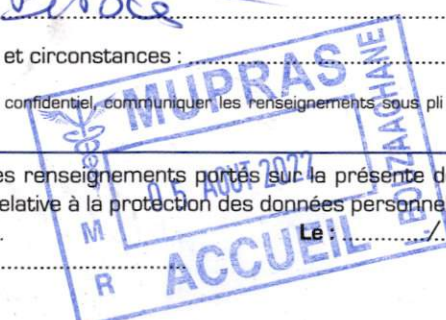 et circonstances :
confidentiel, communiquer les renseignements sous pli
MUPRAS
es renseignements portés sur la présente d
05 AOUT 2022
elative à la protection des données personne
Le : ............../
ACCUEIL
M
R